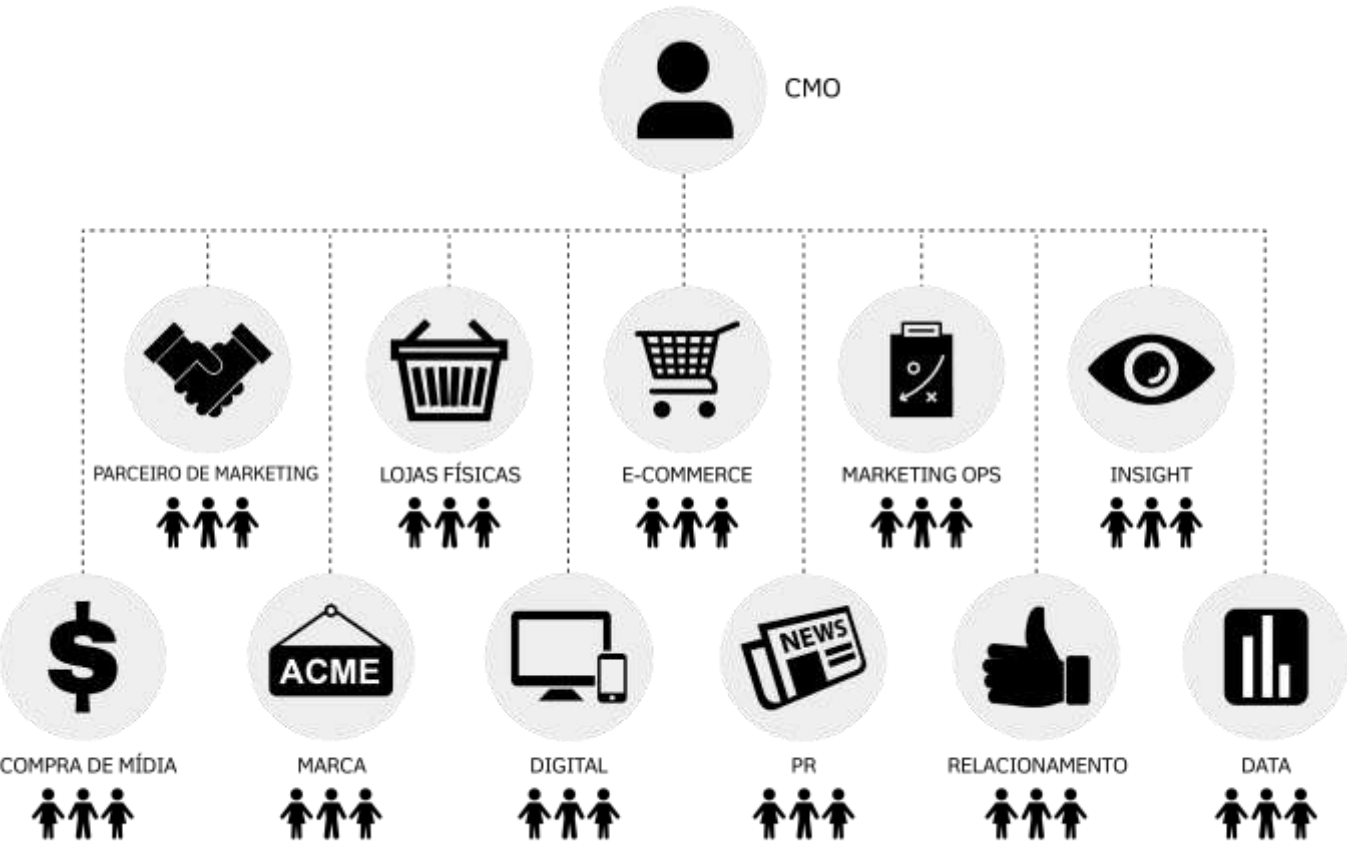 CMO
PARCEIRO DE MARKETING
LOJAS FÍSICAS
E-COMMERCE
MARKETING OPS
INSIGHT
ACME
NEWS
COMPRA DE MÍDIA
MARCA
DIGITAL
PR
RELACIONAMENTO
DATA